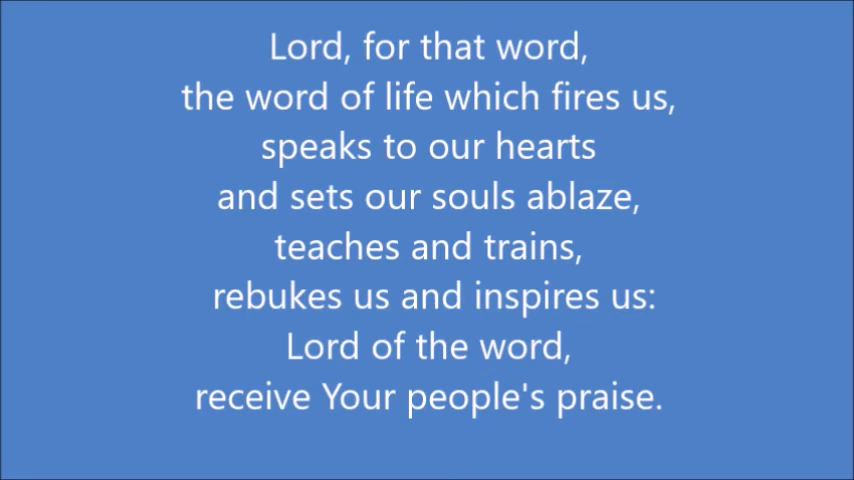 Lord, for that word,
the word of life which fires us,
speaks to our hearts
and sets our souls ablaze,
teaches and trains,
rebukes us and inspires us:
Lord of the word,
receive Your people's praise.